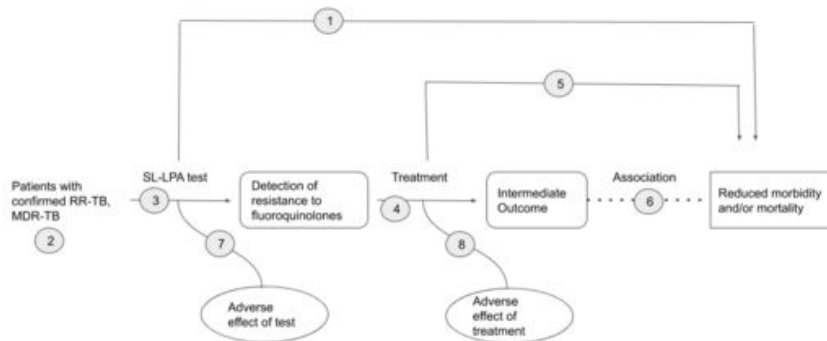 1
5
SL-LPA test
Treatment
Association
Patients with
confirmed RR-TB,
MDR-TB
2
3
Detection of
resistance to
fluoroquinolones
4
Intermediate
Outcome
6
Reduced morbidity
and/or mortality
7
8
Adverse
effect of test
Adverse
effect of
treatment